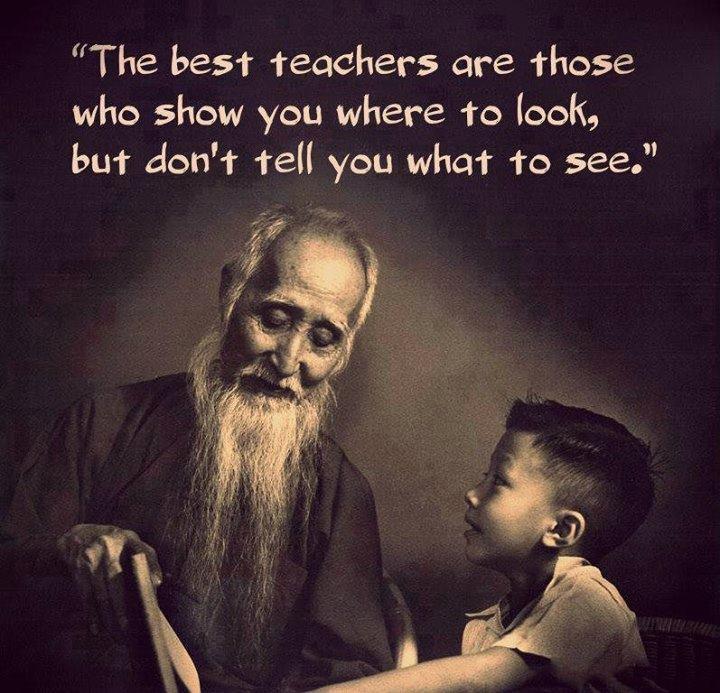 “The best teachers are those
who show you where to look,
but don't tell you what to see.”